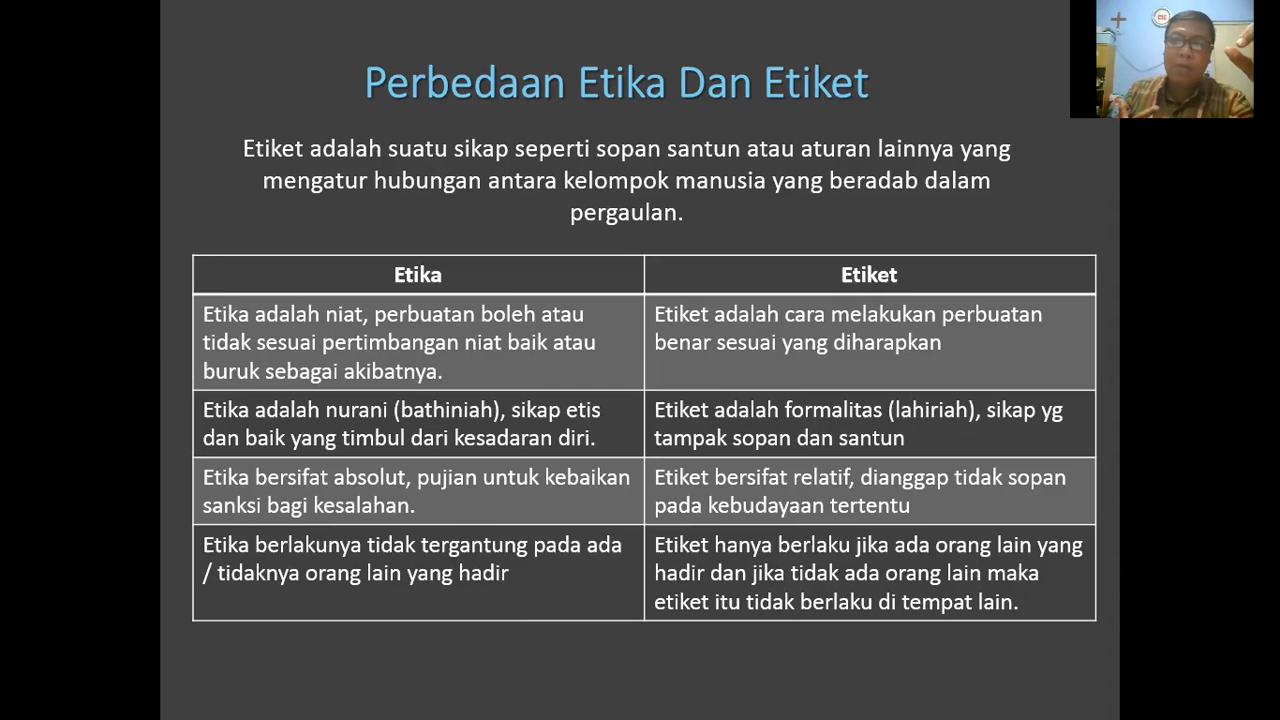 Perbedaan Etika Dan Etiket
Etiket adalah suatu sikap seperti sopan santun atau aturan lainnya yang
mengatur hubungan antara kelompok manusia yang beradab dalam
pergaulan.
Etika
Etiket
Etika adalah niat, perbuatan boleh atau
tidak sesuai pertimbangan niat baik atau
buruk sebagai akibatnya.
Etiket adalah cara melakukan perbuatan
benar sesuai yang diharapkan
Etika adalah nurani (bathiniah), sikap etis
dan baik yang timbul dari kesadaran diri.
Etiket adalah formalitas (lahiriah), sikap yg
tampak sopan dan santun
Etika bersifat absolut, pujian untuk kebaikan
sanksi bagi kesalahan.
Etiket bersifat relatif, dianggap tidak sopan
pada kebudayaan tertentu
Etika berlakunya tidak tergantung pada ada
/ tidaknya orang lain yang hadir
Etiket hanya berlaku jika ada orang lain yang
hadir dan jika tidak ada orang lain maka
etiket itu tidak berlaku di tempat lain.